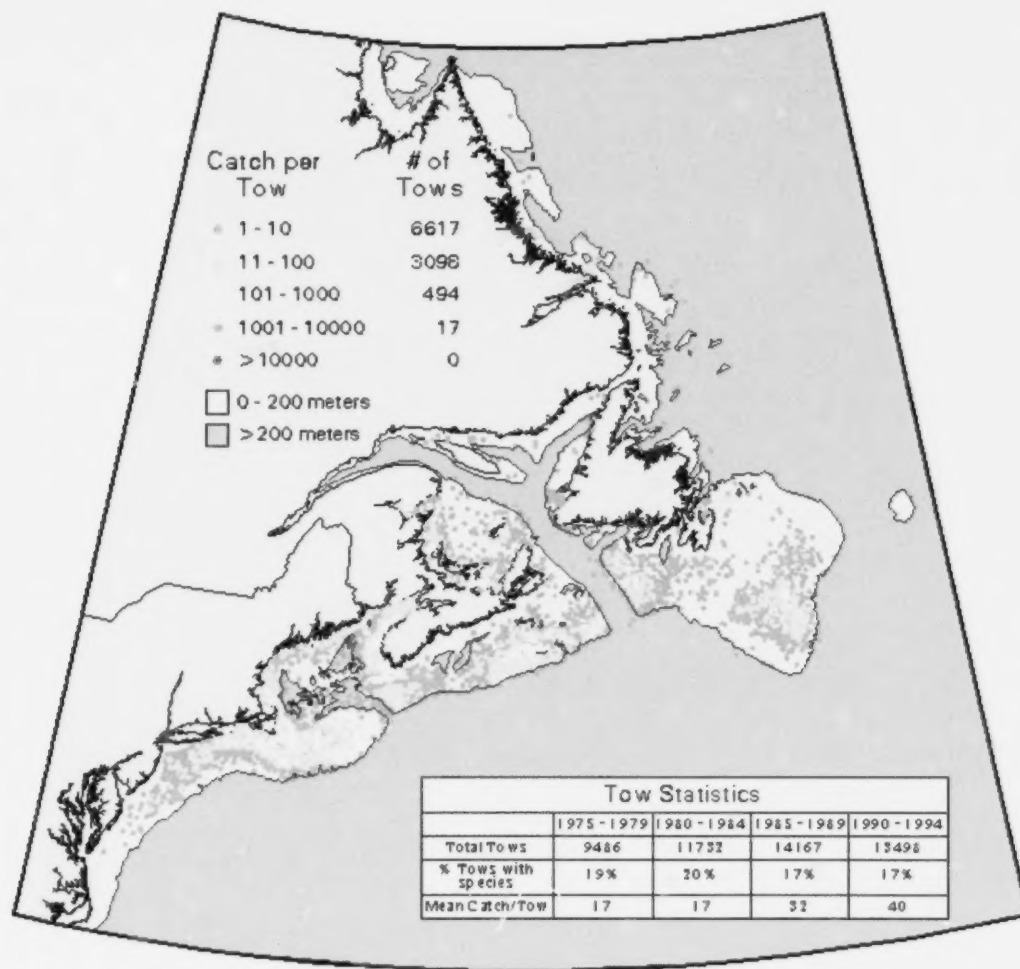 Catch per Tow # of Tows
1 - 10 6617
11 - 100 3098
101 - 1000 494
1001 - 10000 17
>10000 0
0 - 200 meters
>200 meters
Tow Statistics
1975 - 1979 1980 - 1984 1985 - 1989 1990 - 1994
Total Tows 9486 11732 14167 13498
% Tows with species 19% 20% 17% 17%
Mean Catch/Tow 17 17 32 40